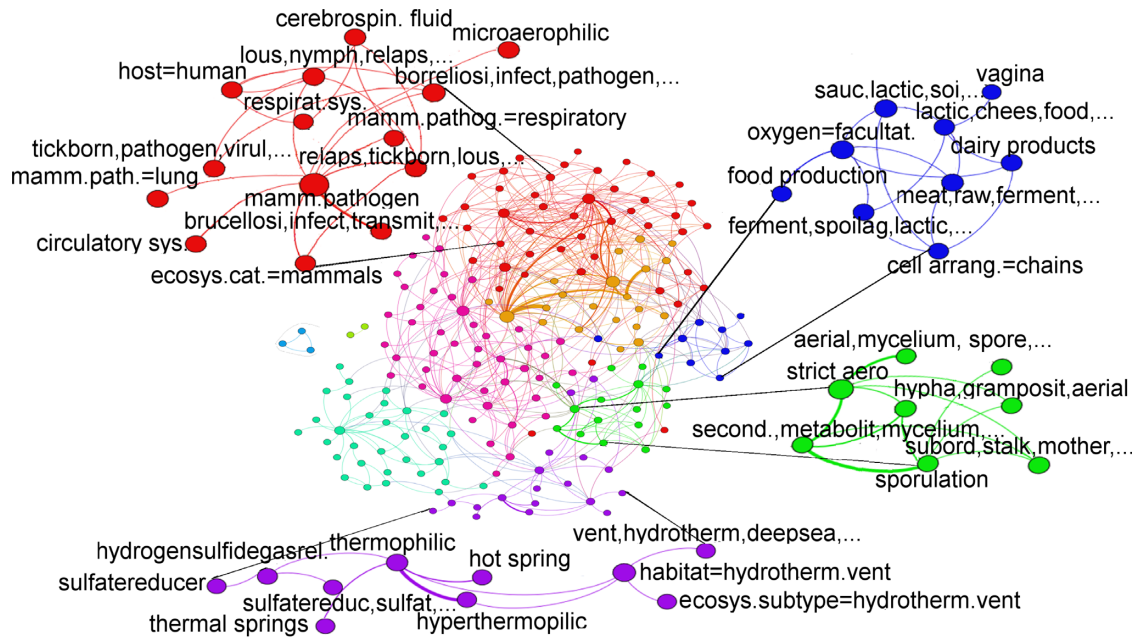 cerebrospin. fluid
microaerophilic
lous,nymph,relaps,...
host=human
borreliosi,infect,pathogen,...
respirat.sys.
mamm.pathog.=respiratory
tickborn,pathogen,virul,...
relaps,tickborn,lous,...
mamm.path.=lung
mamm.pathogen
brucellosi,infect,transmit,...
circulatory sys.
ecosys.cat.=mammals
vagina
sauc.lactic,soi,...
lactic,chees,food,...
oxygen=facultat.
dairy products
food production
meat,raw,ferment,...
ferment,spoilag,lactic,...
cell arrang.=chains
aerial,mycelium, spore,...
strict aero
hypha,gramposit,aerial
second.,metabolit,mycelium,...
subord,stalk,mother,...
sporulation
vent,hydrotherm,deepsea,...
hydrogensulfidegasrel.
thermophilic
hot spring
sulfatereducer
habitat=hydrotherm.vent
sulfatereduc,sulfat,...
ecosys.subtype=hydrotherm.vent
thermal springs
hyperthermopilic